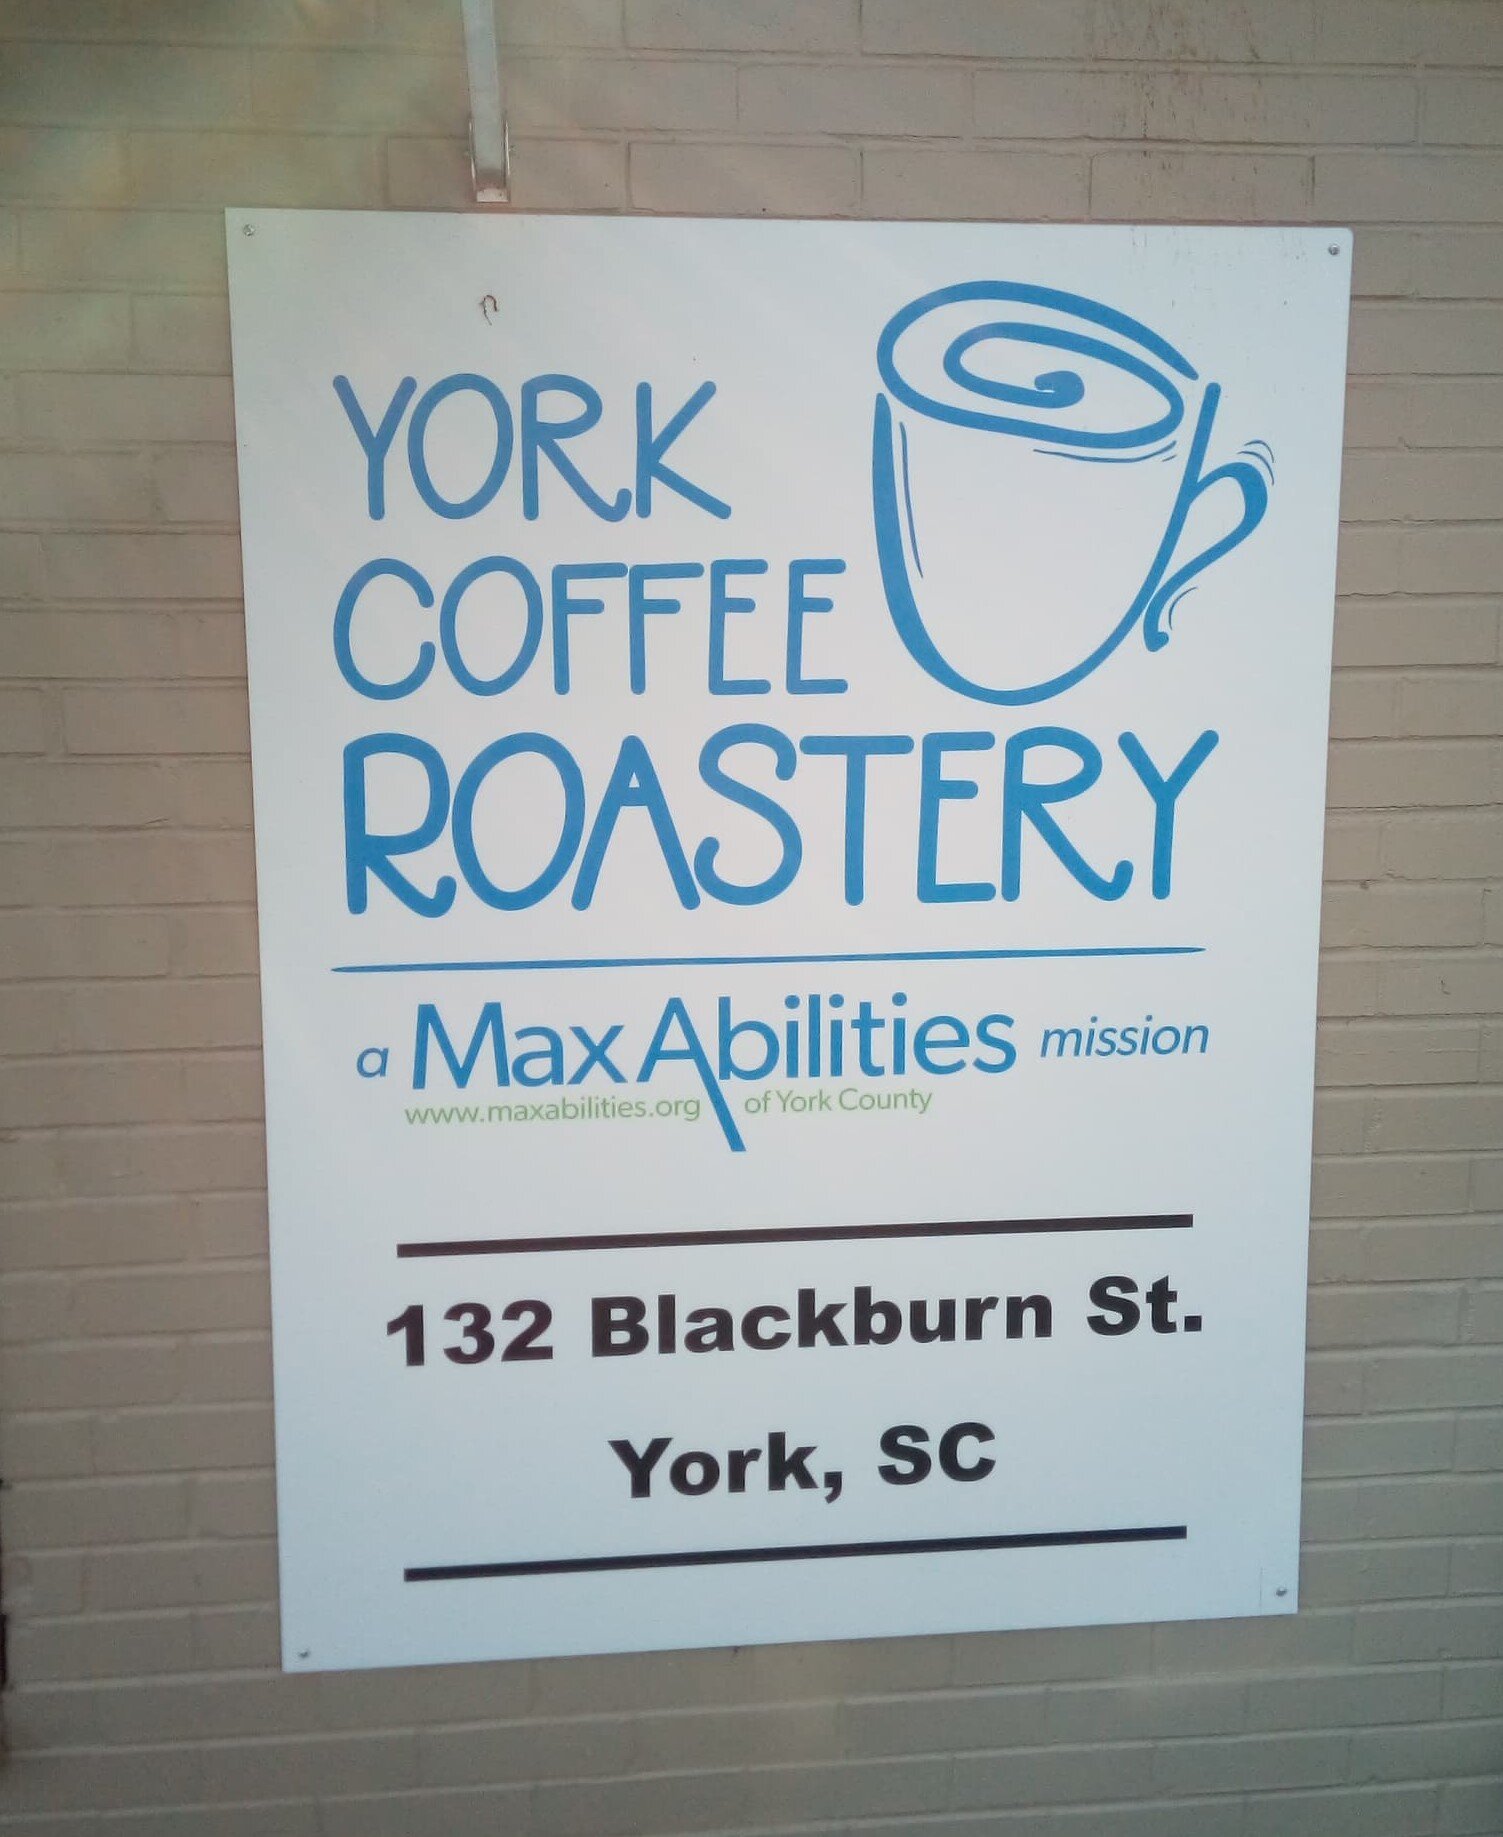 YORK
COFFEE
ROASTERY
a MaxAbilities mission
www.maxabilities.org of York County
132 Blackburn St.
York, SC